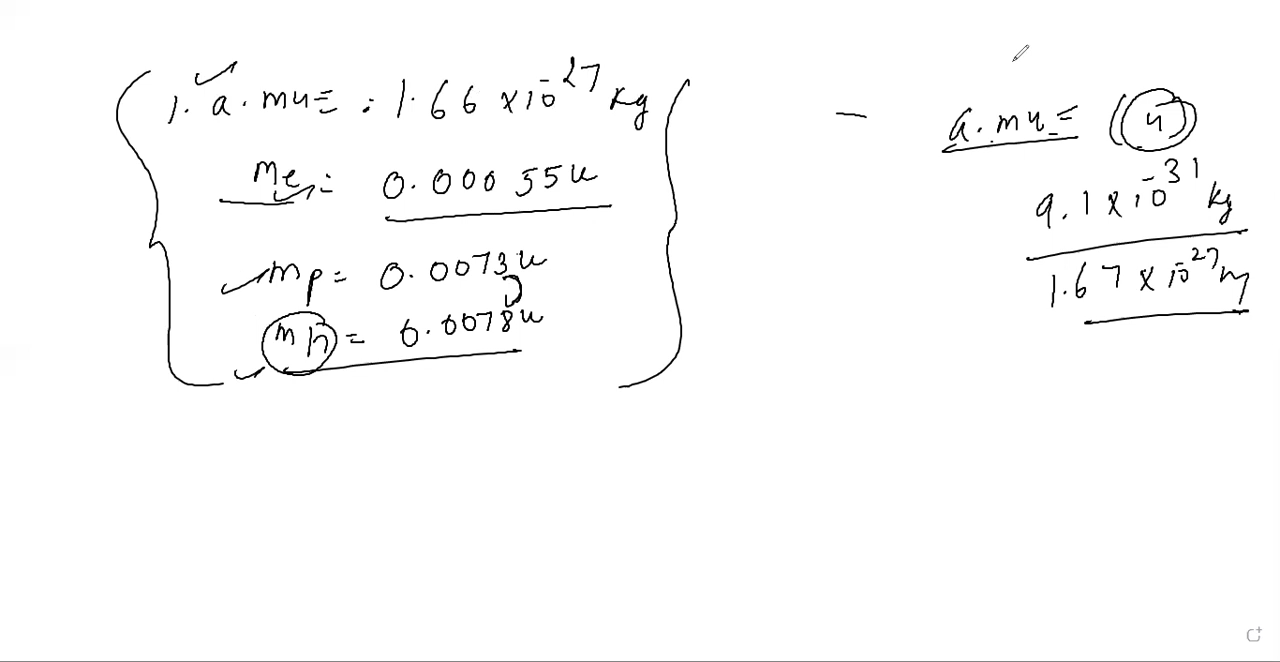 1. a.mu = : 1.66 × 10⁻²⁷ kg
me = 0.00055u
mp = 0.0073u
mn = 0.0078u
— a.mu = (u)
9.1 × 10⁻³¹ kg
1.67 × 10⁻²⁷